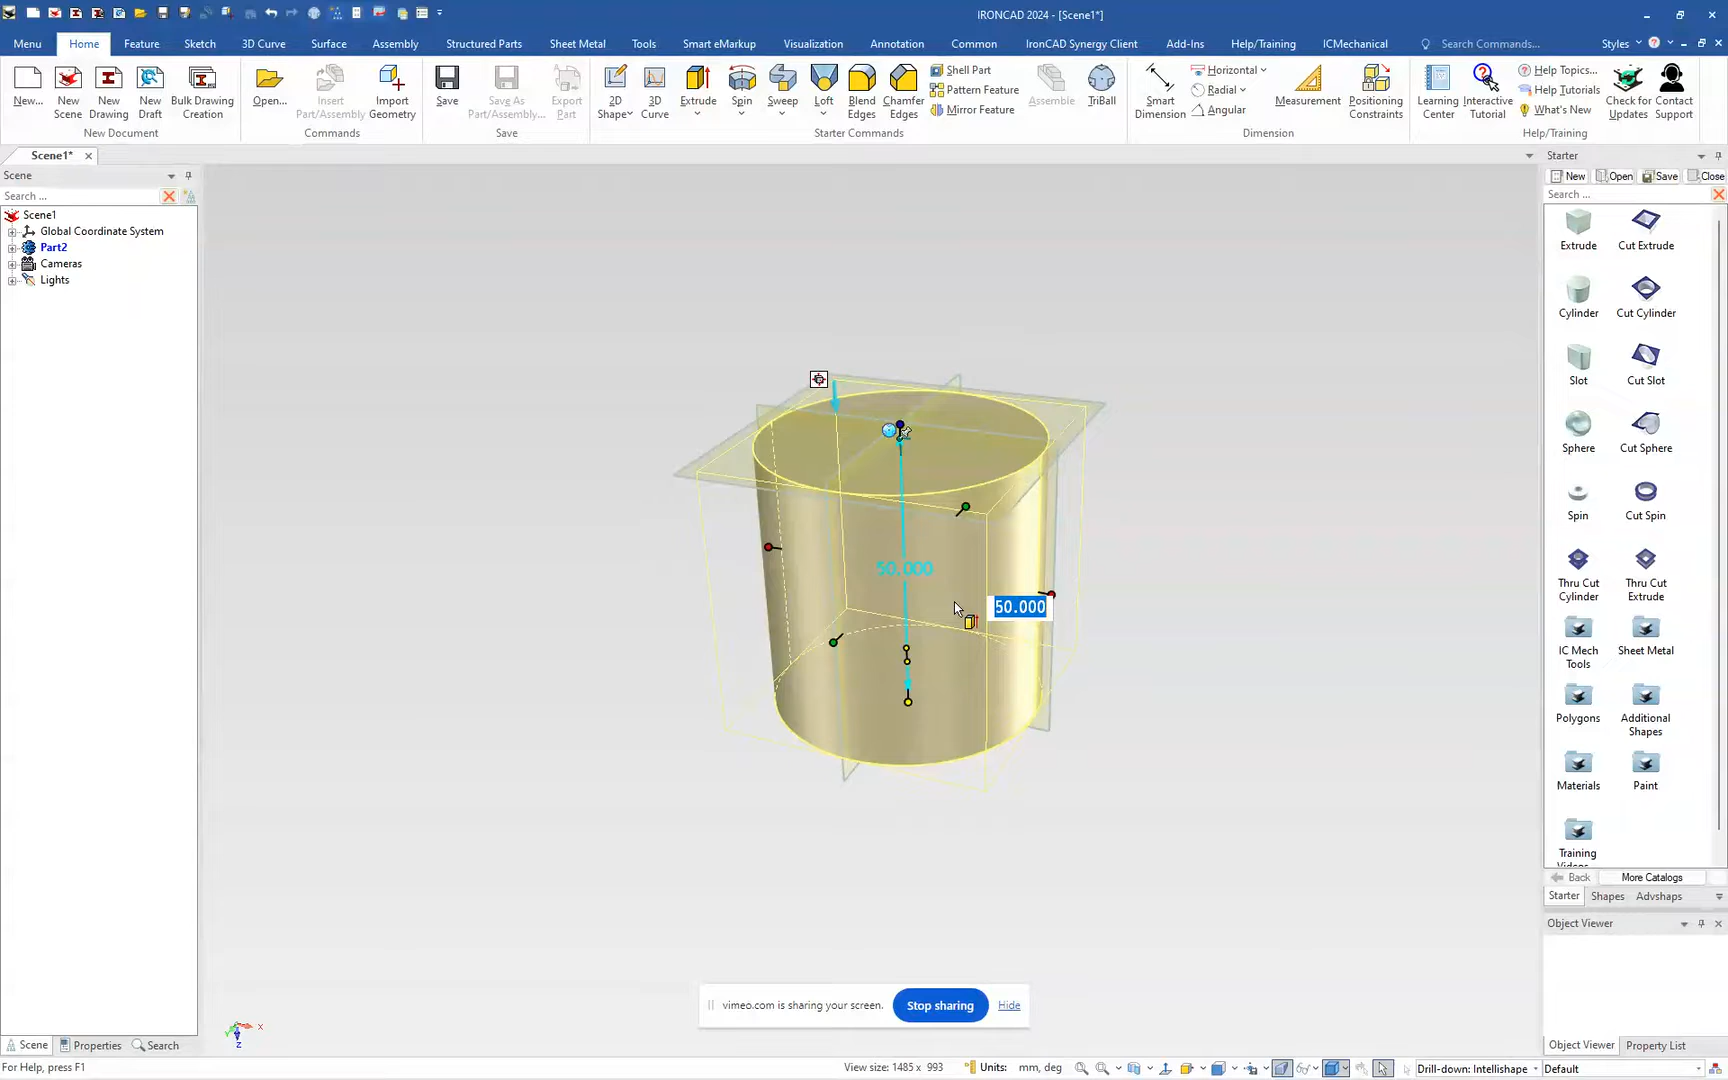 IRONCAD 2024 - [Scene1*]
Menu Home Feature Sketch 3D Curve Surface Assembly Structured Parts Sheet Metal Tools Smart eMarkup Visualization Annotation Common IronCAD Synergy Client Add-Ins Help/Training ICMechanical Search Commands... Styles
New... New Scene New Drawing New Draft Bulk Drawing Creation
New Document
Open... Insert Part/Assembly... Import Geometry
Commands
Save Save As Part/Assembly... Export Part
Save
2D Shape 3D Curve Extrude Spin Sweep Loft Blend Edges Chamfer Edges
Shell Part
Pattern Feature
Mirror Feature
Assemble TriBall
Starter Commands
Smart Dimension
Horizontal
Radial
Angular
Measurement Positioning Constraints
Dimension
Learning Center Interactive Tutorial
Help Topics...
Help Tutorials
What's New
Check for Updates Contact Support
Help/Training
Scene1*
Scene
Search ...
Scene1
Global Coordinate System
Part2
Cameras
Lights
50.000
50.000
X
Z
Starter
New Open Save Close
Search ...
Extrude Cut Extrude
Cylinder Cut Cylinder
Slot Cut Slot
Sphere Cut Sphere
Spin Cut Spin
Thru Cut Cylinder Thru Cut Extrude
IC Mech Tools Sheet Metal
Polygons Additional Shapes
Materials Paint
Training
Back More Catalogs
Starter Shapes Advshaps
Object Viewer
Object Viewer Property List
vimeo.com is sharing your screen. Stop sharing Hide
Scene Properties Search
For Help, press F1 View size: 1485 x 993 Units: mm, deg Drill-down: Intellishape Default